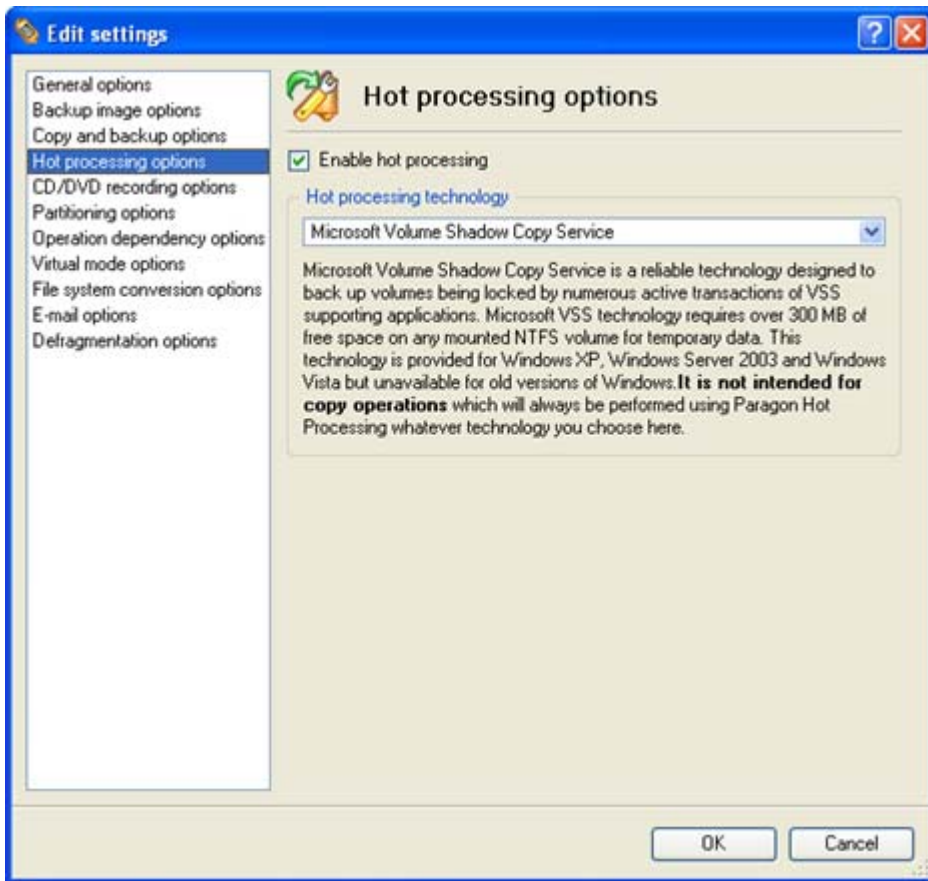 Edit settings
General options
Backup image options
Copy and backup options
Hot processing options
CD/DVD recording options
Partitioning options
Operation dependency options
Virtual mode options
File system conversion options
E-mail options
Defragmentation options
Hot processing options
Enable hot processing
Hot processing technology
Microsoft Volume Shadow Copy Service
Microsoft Volume Shadow Copy Service is a reliable technology designed to
back up volumes being locked by numerous active transactions of VSS
supporting applications. Microsoft VSS technology requires over 300 MB of
free space on any mounted NTFS volume for temporary data. This
technology is provided for Windows XP, Windows Server 2003 and Windows
Vista but unavailable for old versions of Windows.It is not intended for
copy operations which will always be performed using Paragon Hot
Processing whatever technology you choose here.
OK
Cancel